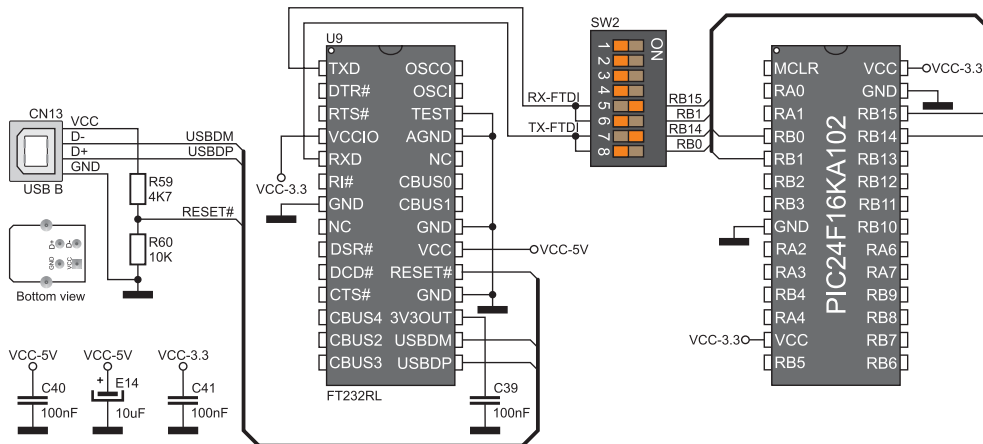 CN13
VCC
D-
D+
GND
USB B
USBDM
USBDP
R59
4K7
RESET#
R60
10K
D+
D-
GND
VCC
Bottom view
VCC-5V
C40
100nF
VCC-5V
+
E14
10uF
VCC-3.3
C41
100nF
U9
TXD
DTR#
RTS#
VCCIO
RXD
RI#
GND
NC
DSR#
DCD#
CTS#
CBUS4
CBUS2
CBUS3
OSCO
OSCI
TEST
AGND
NC
CBUS0
CBUS1
GND
VCC
RESET#
GND
3V3OUT
USBDM
USBDP
FT232RL
VCC-3.3
VCC-5V
C39
100nF
SW2
ON
1
2
3
4
5
6
7
8
RX-FTDI
TX-FTDI
RB15
RB1
RB14
RB0
MCLR
RA0
RA1
RB0
RB1
RB2
RB3
GND
RA2
RA3
RB4
RA4
VCC
RB5
PIC24F16KA102
VCC
GND
RB15
RB14
RB13
RB12
RB11
RB10
RA6
RA7
RB9
RB8
RB7
RB6
VCC-3.3
VCC-3.3